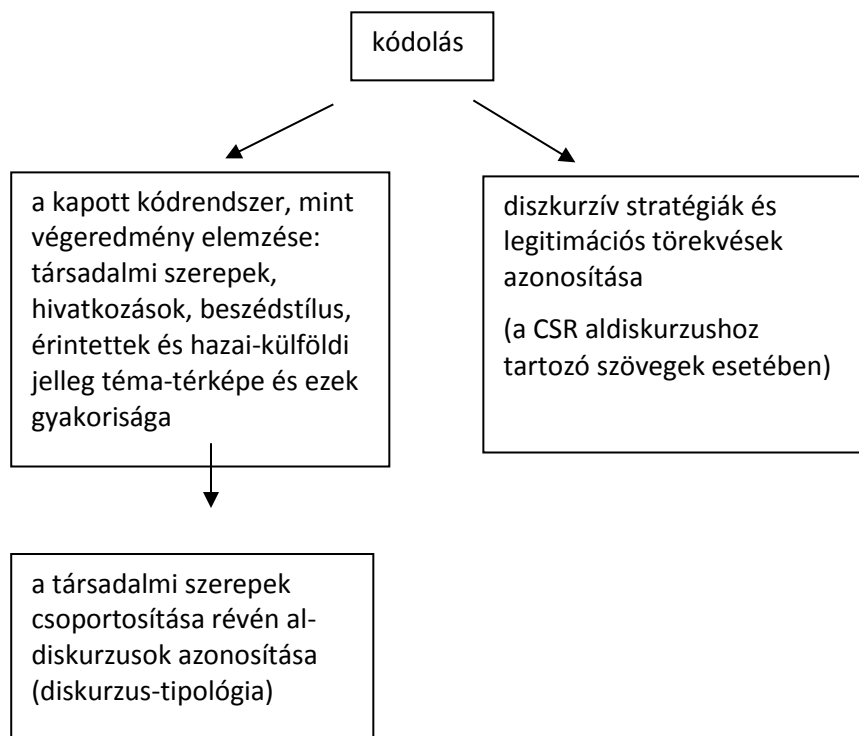 kódolás
a kapott kódrendszer, mint
végeredmény elemzése:
társadalmi szerepek,
hivatkozások, beszédstílus,
érintettek és hazai-külföldi
jelleg téma-térképe és ezek
gyakorisága
diszkurzív stratégiák és
legitimációs törekvések
azonosítása
(a CSR aldiskurzushoz
tartozó szövegek esetében)
a társadalmi szerepek
csoportosítása révén al-
diskurzusok azonosítása
(diskurzus-tipológia)